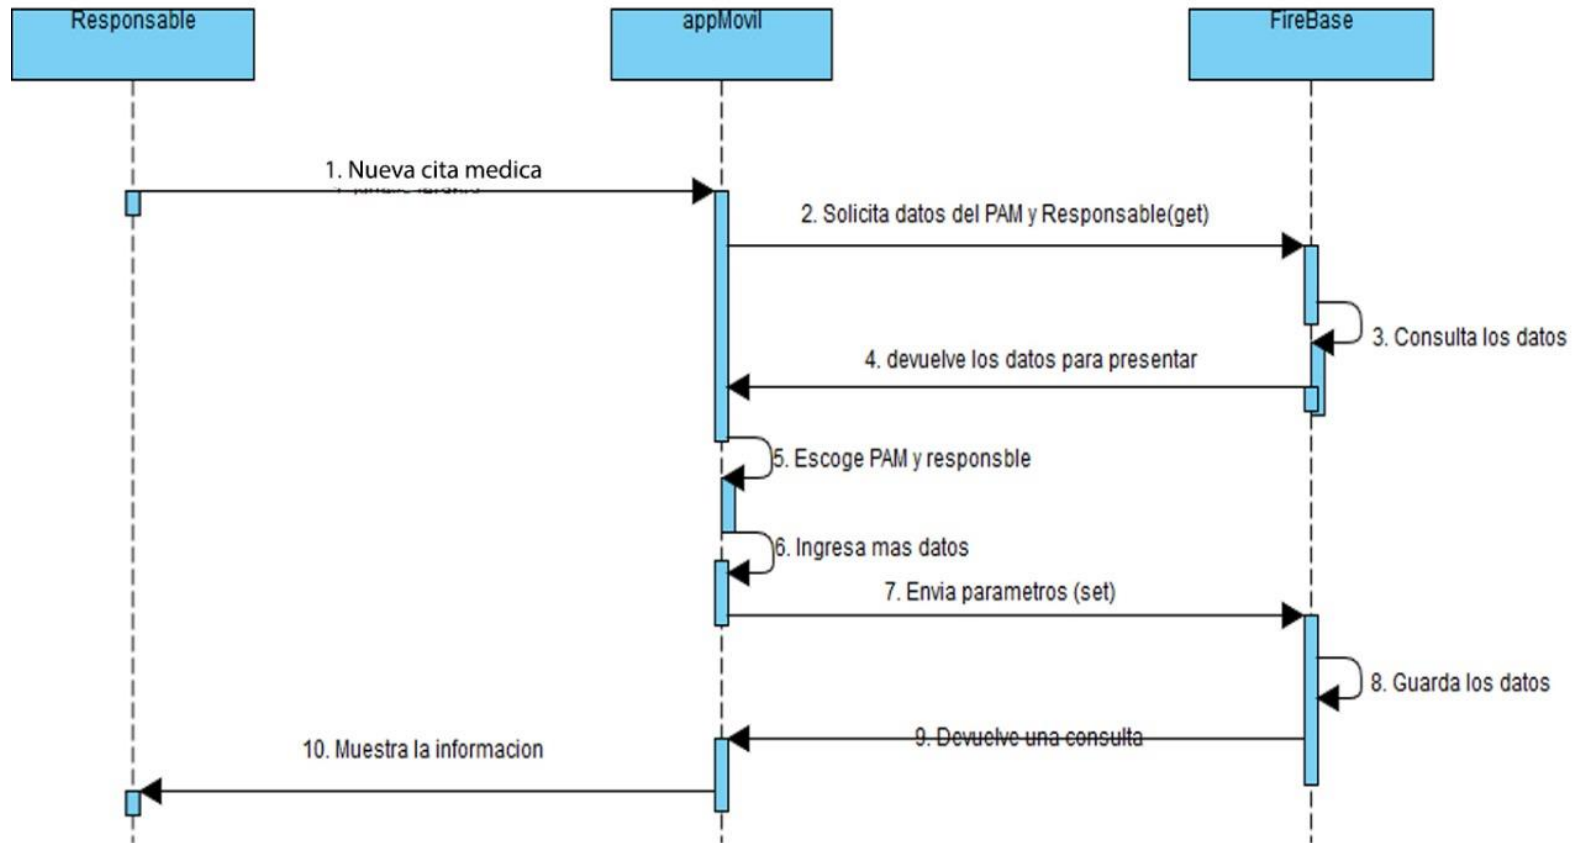 Responsable
appMovil
FireBase
1. Nueva cita medica
2. Solicita datos del PAM y Responsable(get)
3. Consulta los datos
4. devuelve los datos para presentar
5. Escoge PAM y responsble
6. Ingresa mas datos
7. Envia parametros (set)
8. Guarda los datos
9. Devuelve una consulta
10. Muestra la informacion